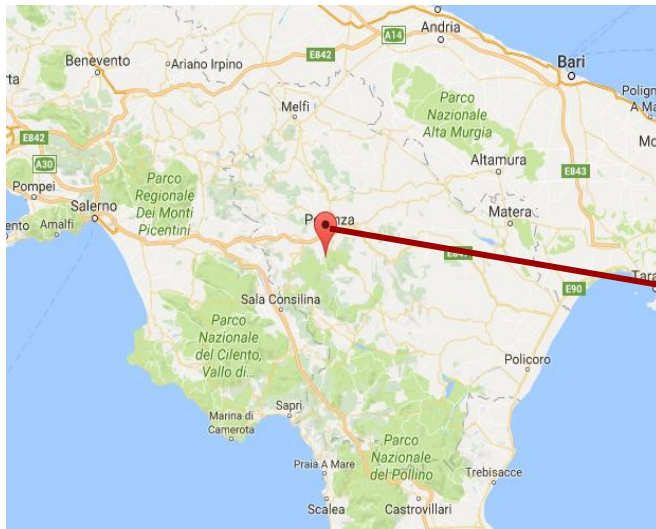 Andria
A14
E842
Benevento
Ariano Irpino
Bari
rta
Melfi
Parco
Nazionale
Alta Murgia
E842
A30
Altamura
E843
Parco
Regionale
Dei Monti
Picentini
Pompei
Salerno
Amalfi
Matera
E90
Sala Consilina
Parco
Nazionale
del Cilento,
Vallo di...
Policoro
Marina di
Camerota
Sapri
Parco
Nazionale
del Pollino
Praia A Mare
Trebisacce
Scalea
Castrovillari